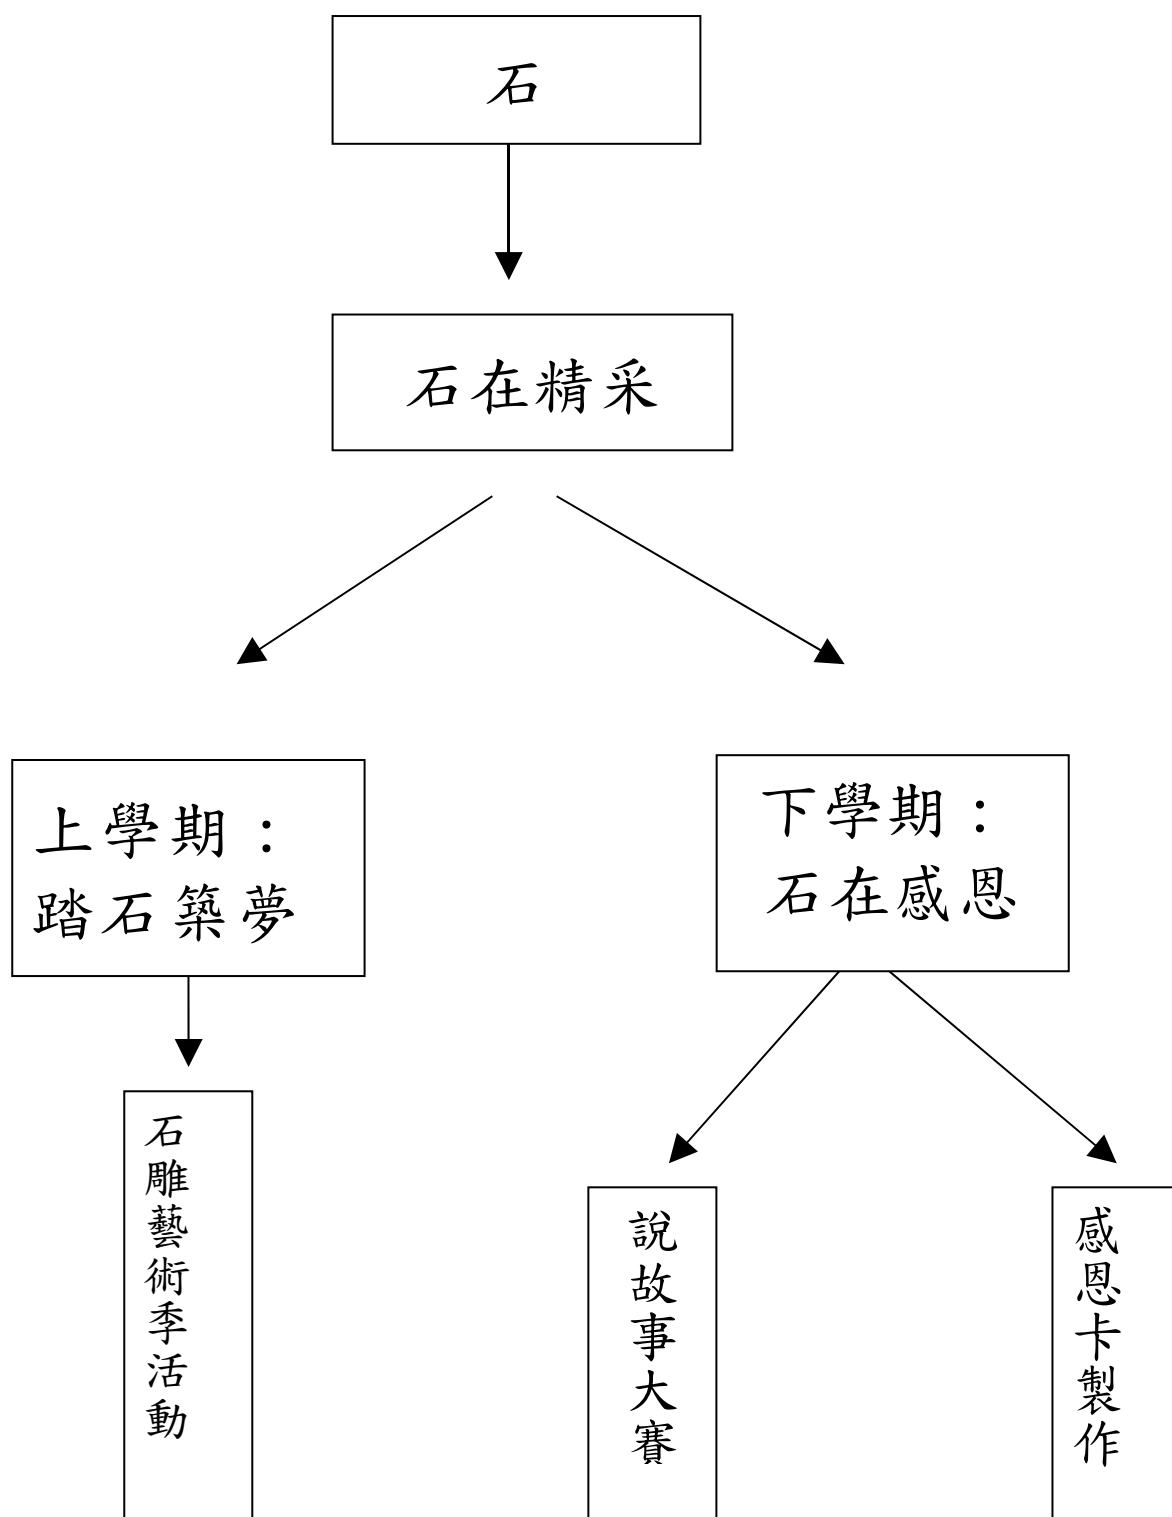 石
石在精采
上學期：
踏石築夢
下學期：
石在感恩
石雕藝術季活動
說故事大賽
感恩卡製作